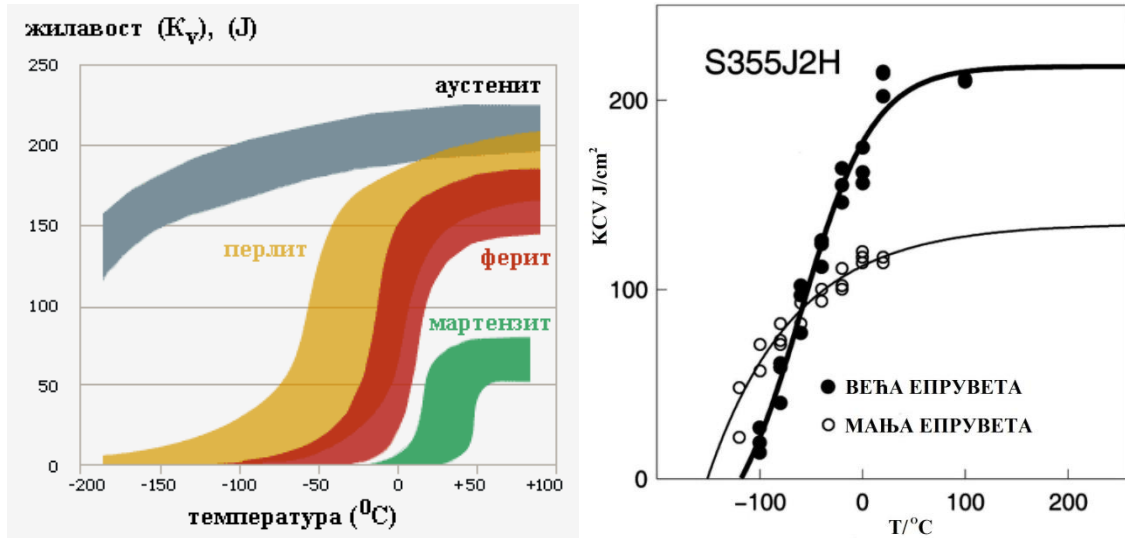 жилавост (Kv), (J)
250
200
150
100
50
0
аустенит
перлит
ферит
мартензит
-200
-150
-100
-50
0
+50
+100
температура (⁰C)
S355J2H
KCV J/cm²
200
100
0
ВЕЋА ЕПРУВЕТА
МАЊА ЕПРУВЕТА
−100
0
100
200
T/°C